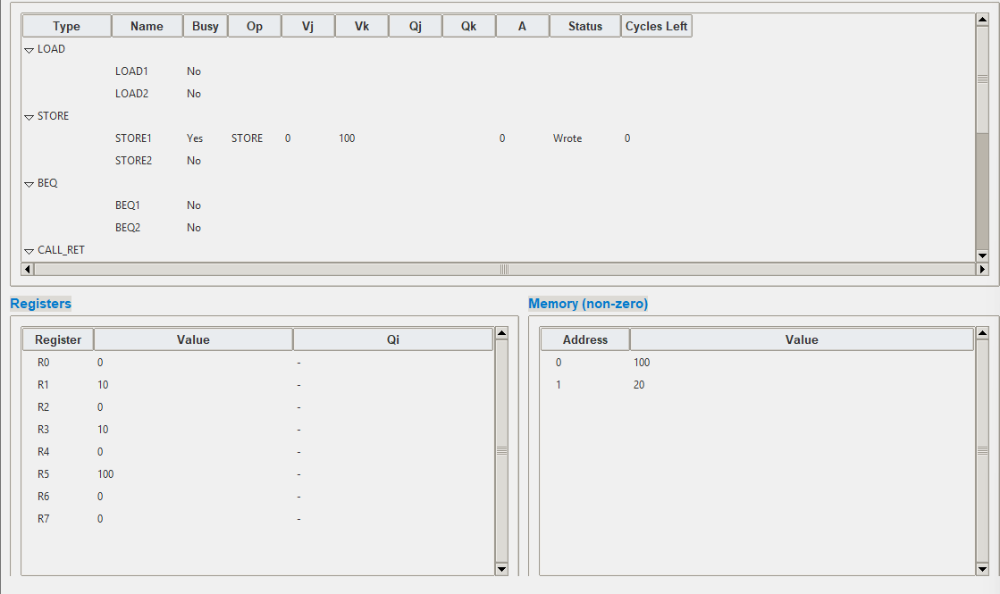 Type Name Busy Op Vj Vk Qj Qk A Status Cycles Left
LOAD
LOAD1 No
LOAD2 No
STORE
STORE1 Yes STORE 0 100 0 Wrote 0
STORE2 No
BEQ
BEQ1 No
BEQ2 No
CALL_RET
Registers
Register Value Qi
R0 0 -
R1 10 -
R2 0 -
R3 10 -
R4 0 -
R5 100 -
R6 0 -
R7 0 -
Memory (non-zero)
Address Value
0 100
1 20